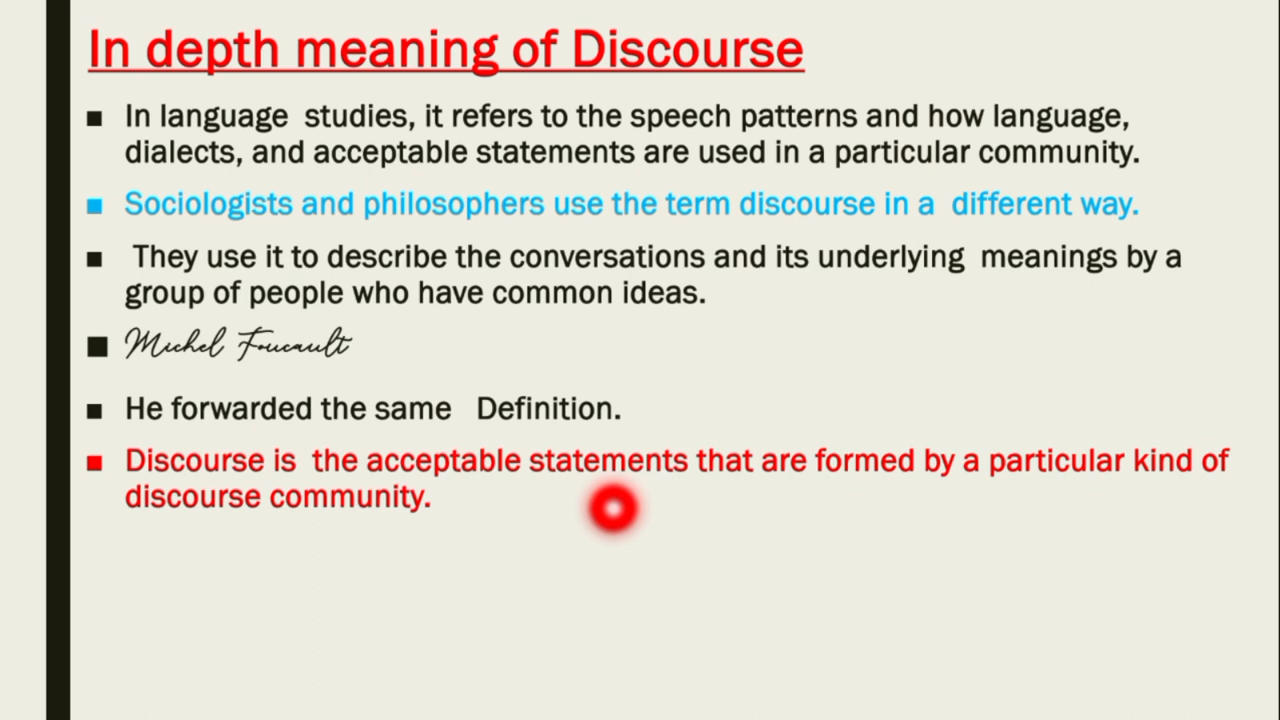 In depth meaning of Discourse
In language studies, it refers to the speech patterns and how language,
dialects, and acceptable statements are used in a particular community.
Sociologists and philosophers use the term discourse in a different way.
They use it to describe the conversations and its underlying meanings by a
group of people who have common ideas.
Michel Foucault
He forwarded the same Definition.
Discourse is the acceptable statements that are formed by a particular kind of
discourse community.